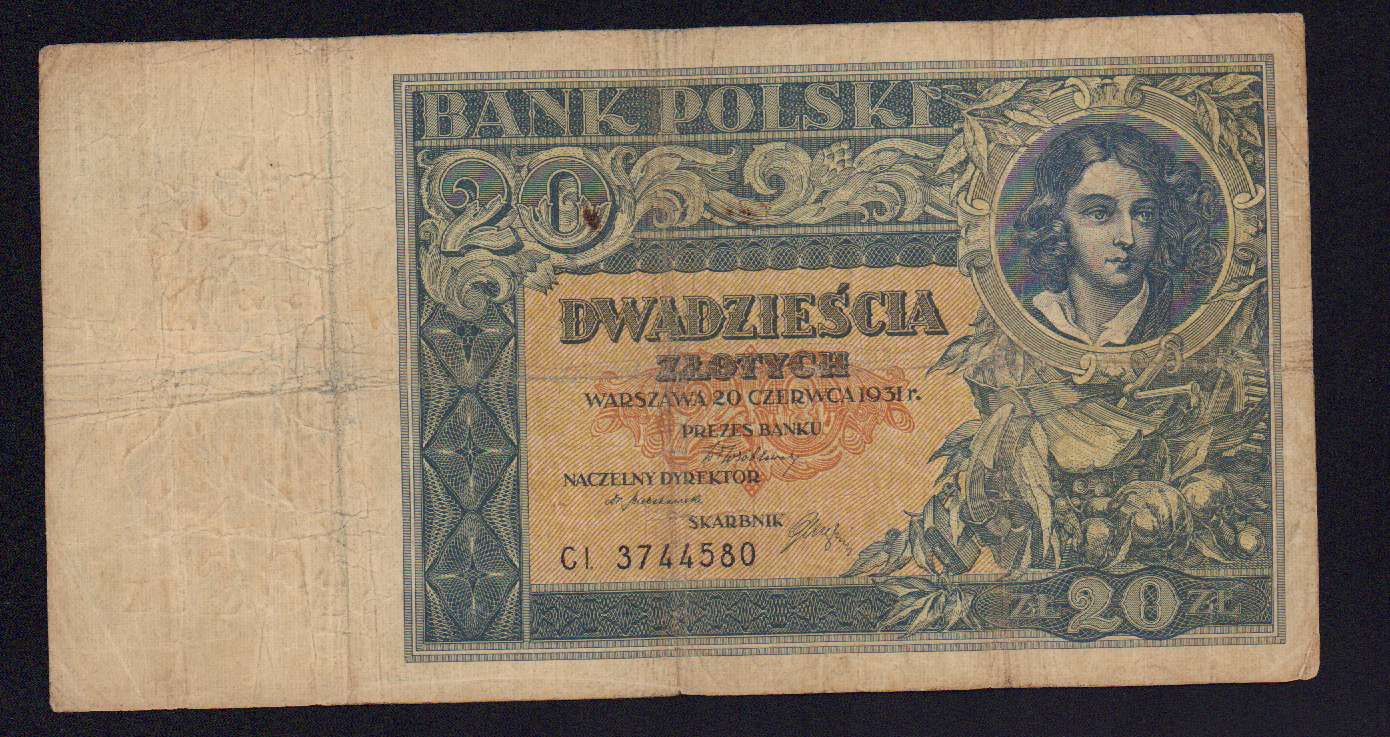 BANK POLSKI
20
DWADZIEŚCIA
ZŁOTYCH
WARSZAWA 20 CZERWCA 1931 r.
PREZES BANKU
NACZELNY DYREKTOR
SKARBNIK
CI. 3744580
ZŁ 20 ZŁ